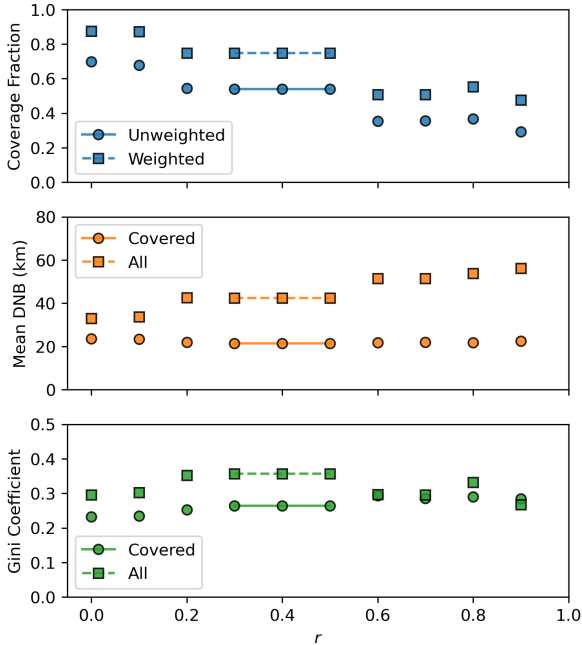 1.0
0.8
0.6
0.4
0.2
0.0
Coverage Fraction
Unweighted
Weighted
80
60
40
20
0
Mean DNB (km)
Covered
All
0.5
0.4
0.3
0.2
0.1
0.0
Gini Coefficient
Covered
All
0.0 0.2 0.4 0.6 0.8 1.0
r